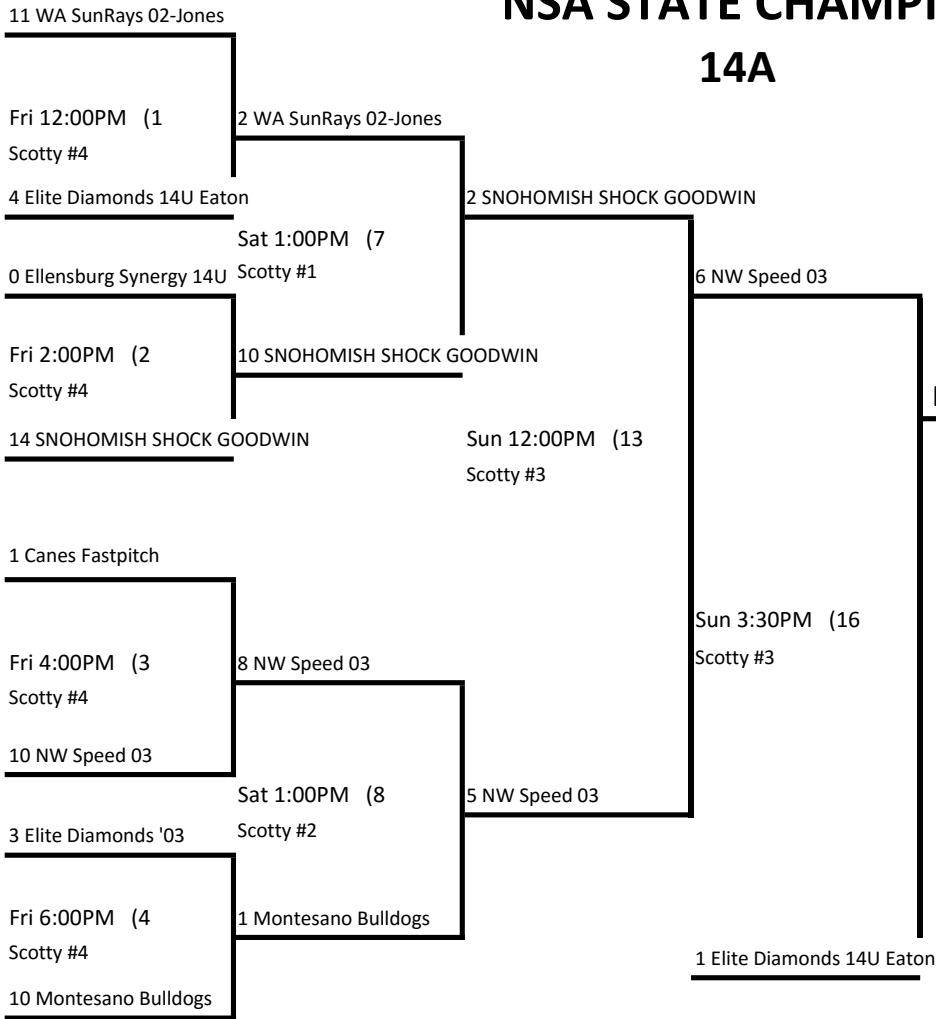 NSA STATE
14A
11 WA SunRays 02-Jones
Fri 12:00PM (1
Scotty #4
4 Elite Diamonds 14U Eaton
2 WA SunRays 02-Jones
0 Ellensburg Synergy 14U
Fri 2:00PM (2
Scotty #4
14 SNOHOMISH SHOCK GOODWIN
Sat 1:00PM (7
Scotty #1
10 SNOHOMISH SHOCK GOODWIN
2 SNOHOMISH SHOCK GOODWIN
Sun 12:00PM (13
Scotty #3
6 NW Speed 03
1 Canes Fastpitch
Fri 4:00PM (3
Scotty #4
10 NW Speed 03
8 NW Speed 03
Sat 1:00PM (8
Scotty #2
5 NW Speed 03
Sun 3:30PM (16
Scotty #3
3 Elite Diamonds '03
Fri 6:00PM (4
Scotty #4
10 Montesano Bulldogs
1 Montesano Bulldogs
1 Elite Diamonds 14U Eaton